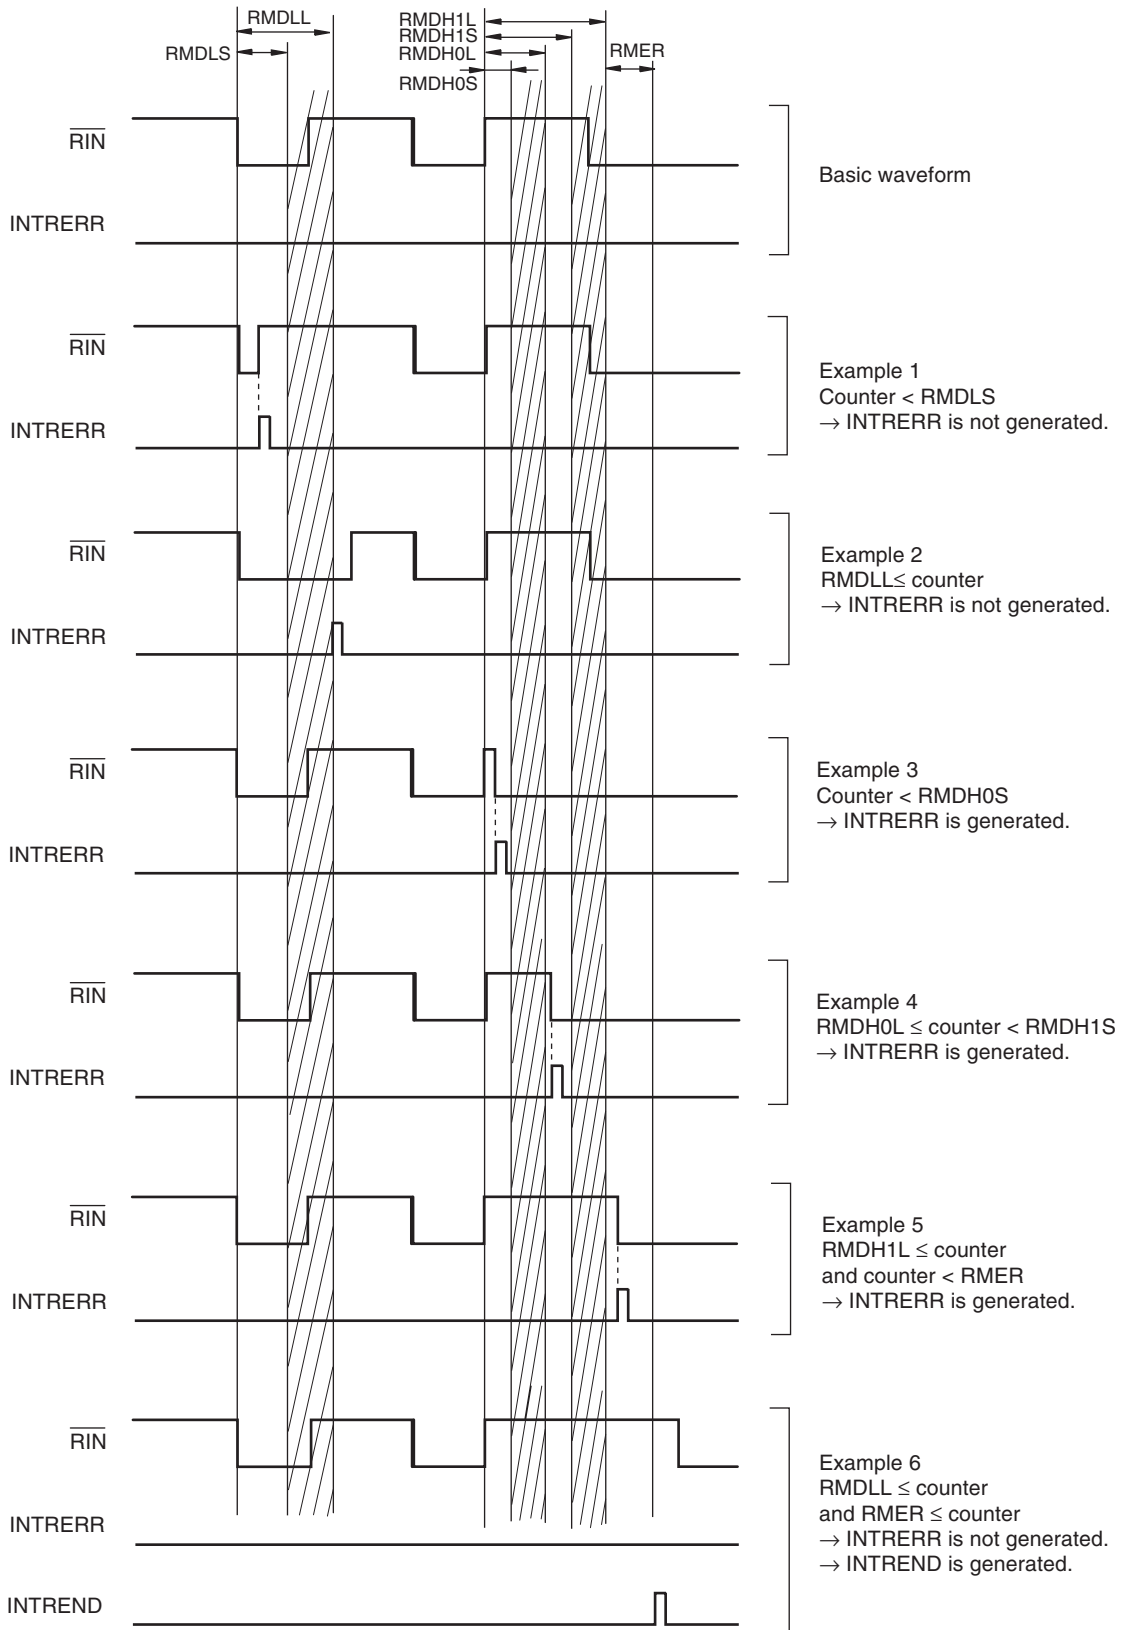 RMDLL
RMDLS
RMDH1L
RMDH1S
RMDH0L
RMDH0S
RMER
RIN
INTRERR
Basic waveform
RIN
INTRERR
Example 1
Counter < RMDLS
→ INTRERR is not generated.
RIN
INTRERR
Example 2
RMDLL≤ counter
→ INTRERR is not generated.
RIN
INTRERR
Example 3
Counter < RMDH0S
→ INTRERR is generated.
RIN
INTRERR
Example 4
RMDH0L ≤ counter < RMDH1S
→ INTRERR is generated.
RIN
INTRERR
Example 5
RMDH1L ≤ counter
and counter < RMER
→ INTRERR is generated.
RIN
INTRERR
INTREND
Example 6
RMDLL ≤ counter
and RMER ≤ counter
→ INTRERR is not generated.
→ INTREND is generated.